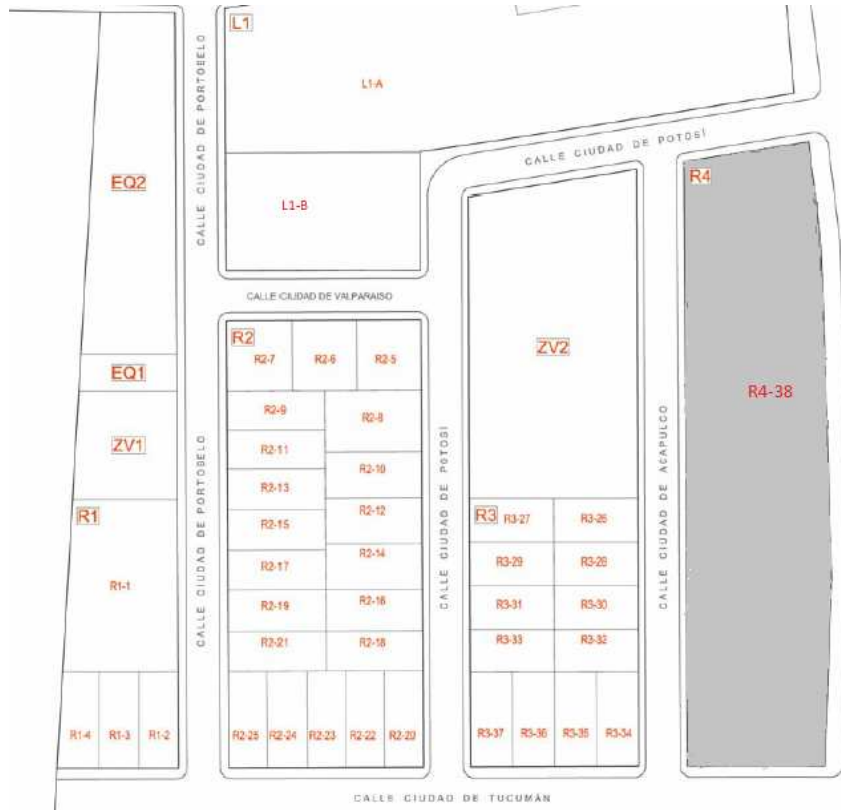 L1
L1-A
CALLE CIUDAD DE PORTOBELO
CALLE CIUDAD DE POTOSÍ
EQ2
R4
L1-B
CALLE CIUDAD DE VALPARAISO
R2
R2-7
R2-6
R2-5
ZV2
EQ1
R4-38
R2-9
R2-8
ZV1
R2-11
R2-10
CALLE CIUDAD DE PORTOBELO
CALLE CIUDAD DE POTOSÍ
CALLE CIUDAD DE ACAPULCO
R2-13
R2-12
R1
R3
R3-27
R3-26
R2-15
R2-14
R3-29
R3-28
R1-1
R2-17
R2-16
R3-31
R3-30
R2-19
R2-18
R3-33
R3-32
R2-21
R1-4
R1-3
R1-2
R2-25
R2-24
R2-23
R2-22
R2-20
R3-37
R3-36
R3-35
R3-34
CALLE CIUDAD DE TUCUMÁN